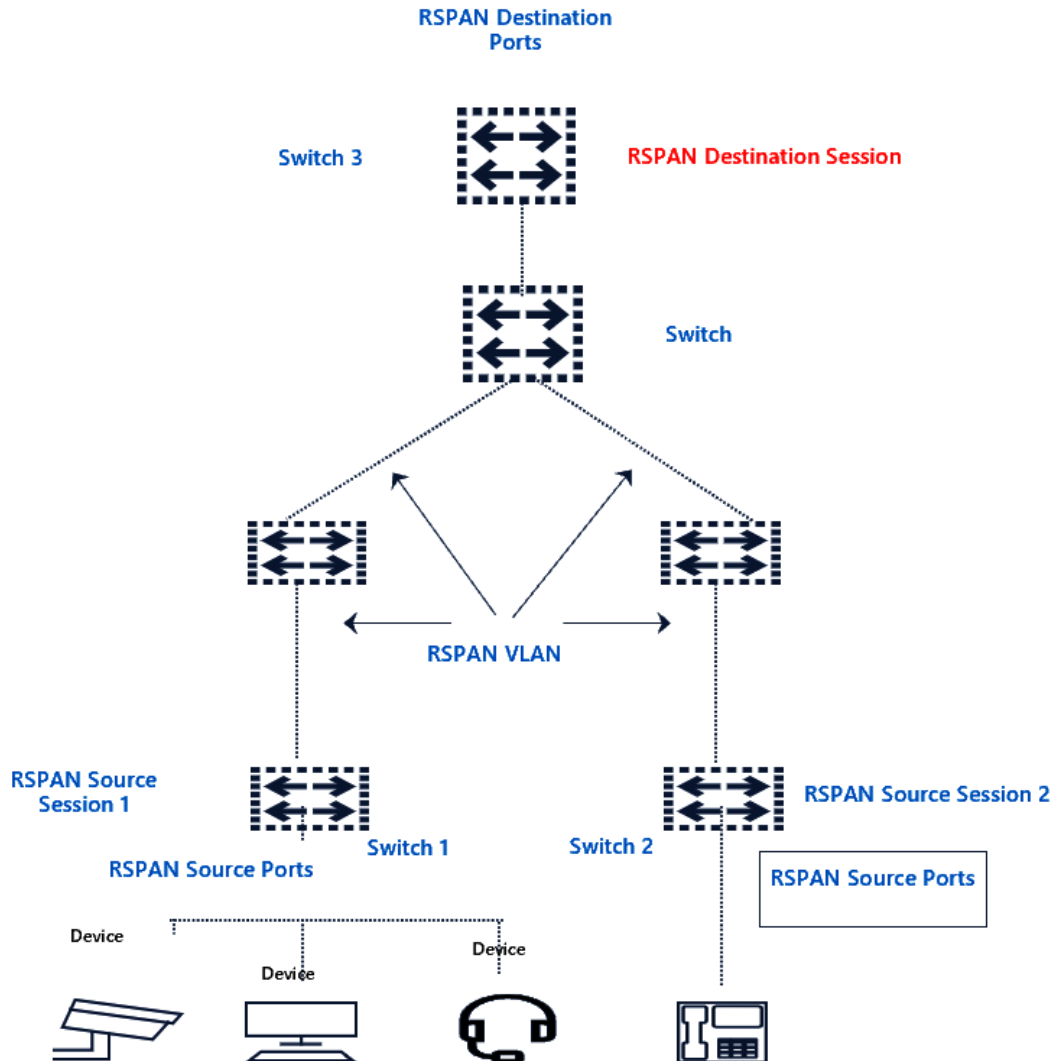 RSPAN Destination
Ports
Switch 3
RSPAN Destination Session
Switch
RSPAN VLAN
RSPAN Source
Session 1
RSPAN Source Session 2
Switch 1
Switch 2
RSPAN Source Ports
RSPAN Source Ports
Device
Device
Device